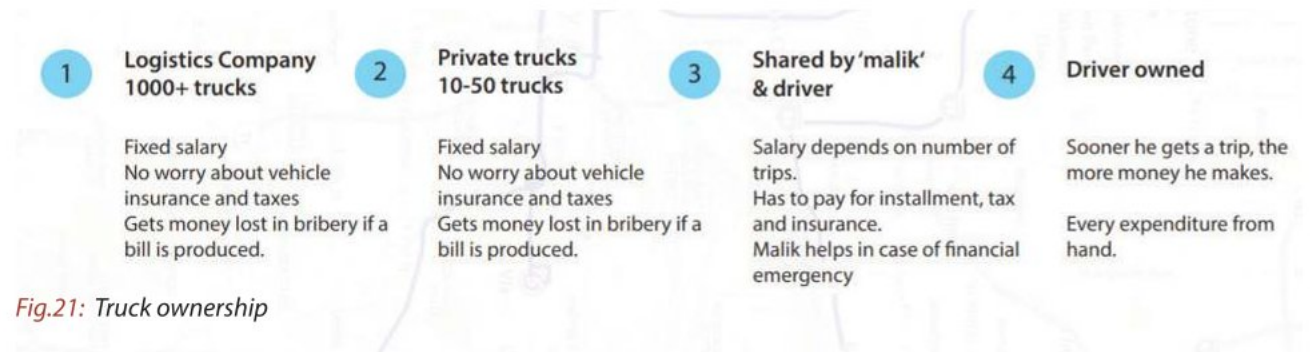 1
Logistics Company
1000+ trucks
Fixed salary
No worry about vehicle
insurance and taxes
Gets money lost in bribery if a
bill is produced.
2
Private trucks
10-50 trucks
Fixed salary
No worry about vehicle
insurance and taxes
Gets money lost in bribery if a
bill is produced.
3
Shared by ‘malik‘
& driver
Salary depends on number of
trips.
Has to pay for installment, tax
and insurance.
Malik helps in case of financial
emergency
4
Driver owned
Sooner he gets a trip, the
more money he makes.
Every expenditure from
hand.
Fig.21: Truck ownership